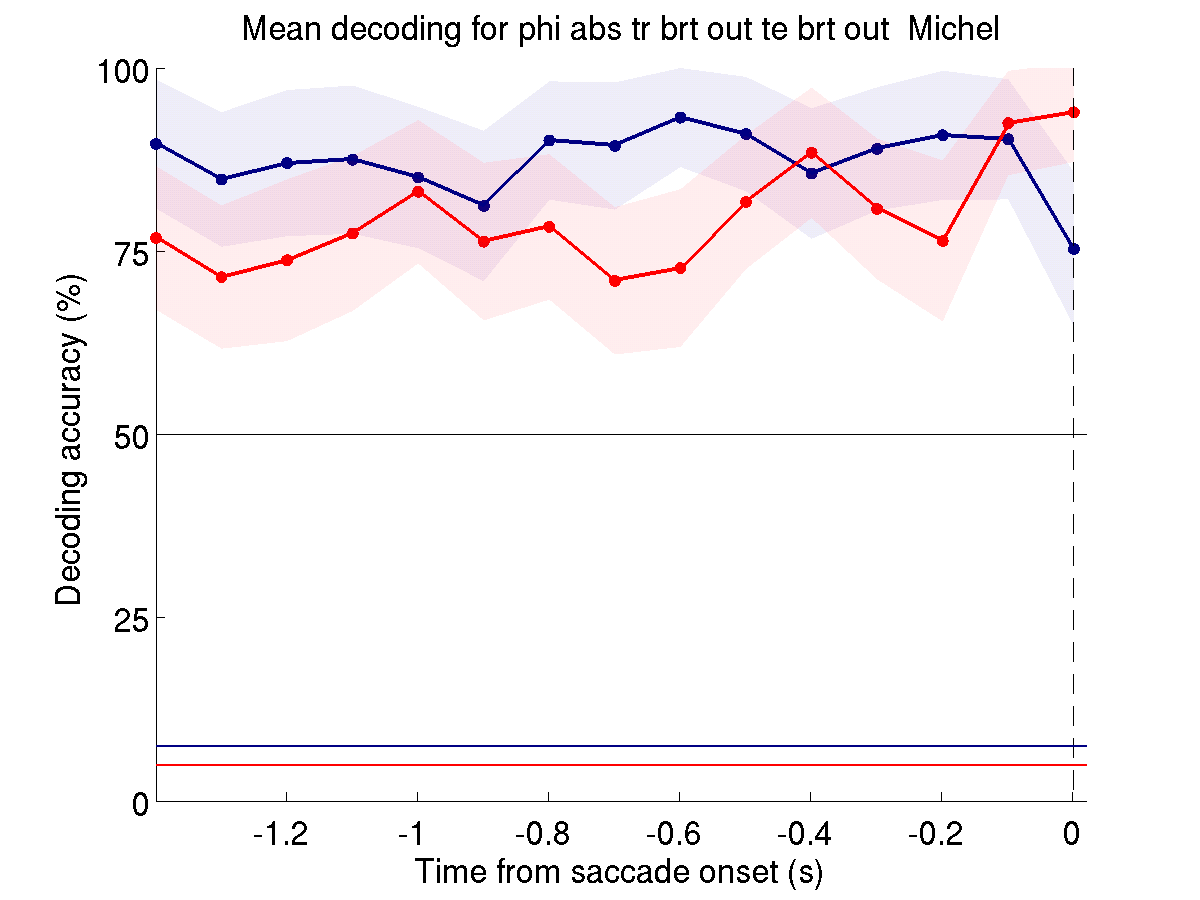 Mean decoding for phi abs tr brt out te brt out  Michel
100
75
50
25
0
Decoding accuracy (%)
-1.2 -1 -0.8 -0.6 -0.4 -0.2 0
Time from saccade onset (s)